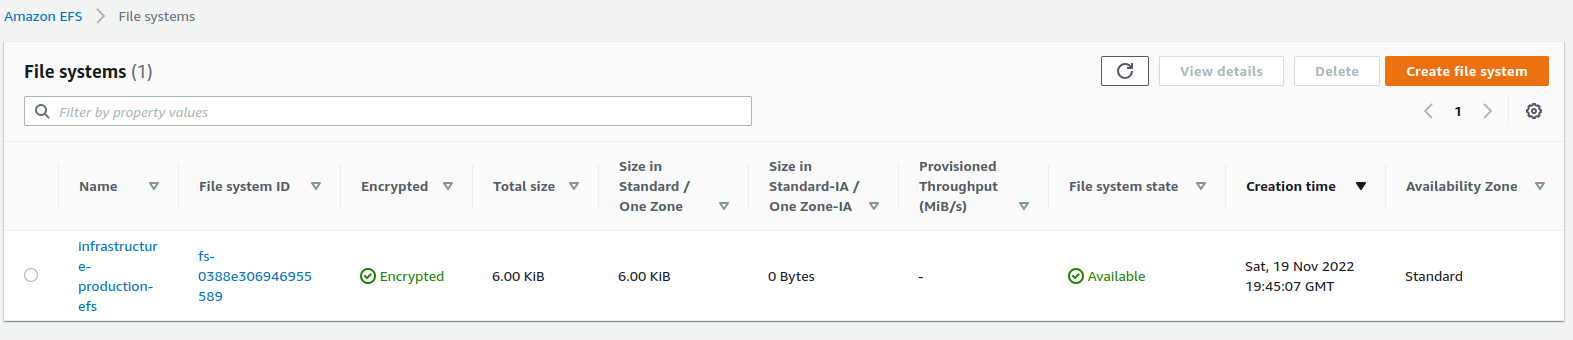 Amazon EFS > File systems
File systems (1)
View details
Delete
Create file system
Filter by property values
1
Name
File system ID
Encrypted
Total size
Size in
Standard /
One Zone
Size in
Standard-IA /
One Zone-IA
Provisioned
Throughput
(MiB/s)
File system state
Creation time
Availability Zone
infrastructur
e-
production-
efs
fs-
0388e306946955
589
Encrypted
6.00 KiB
6.00 KiB
0 Bytes
-
Available
Sat, 19 Nov 2022
19:45:07 GMT
Standard